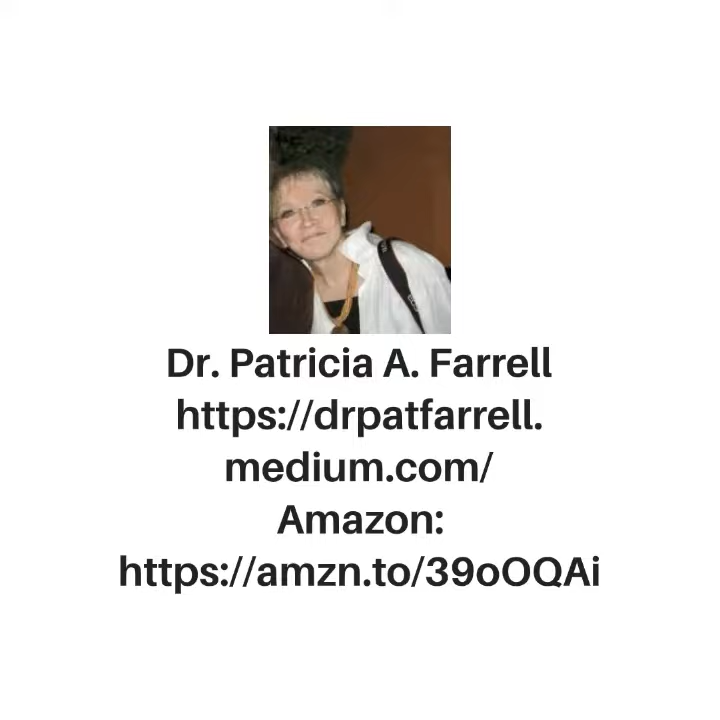 Dr. Patricia A. Farrell
https://drpatfarrell.
medium.com/
Amazon:
https://amzn.to/39oOQAi